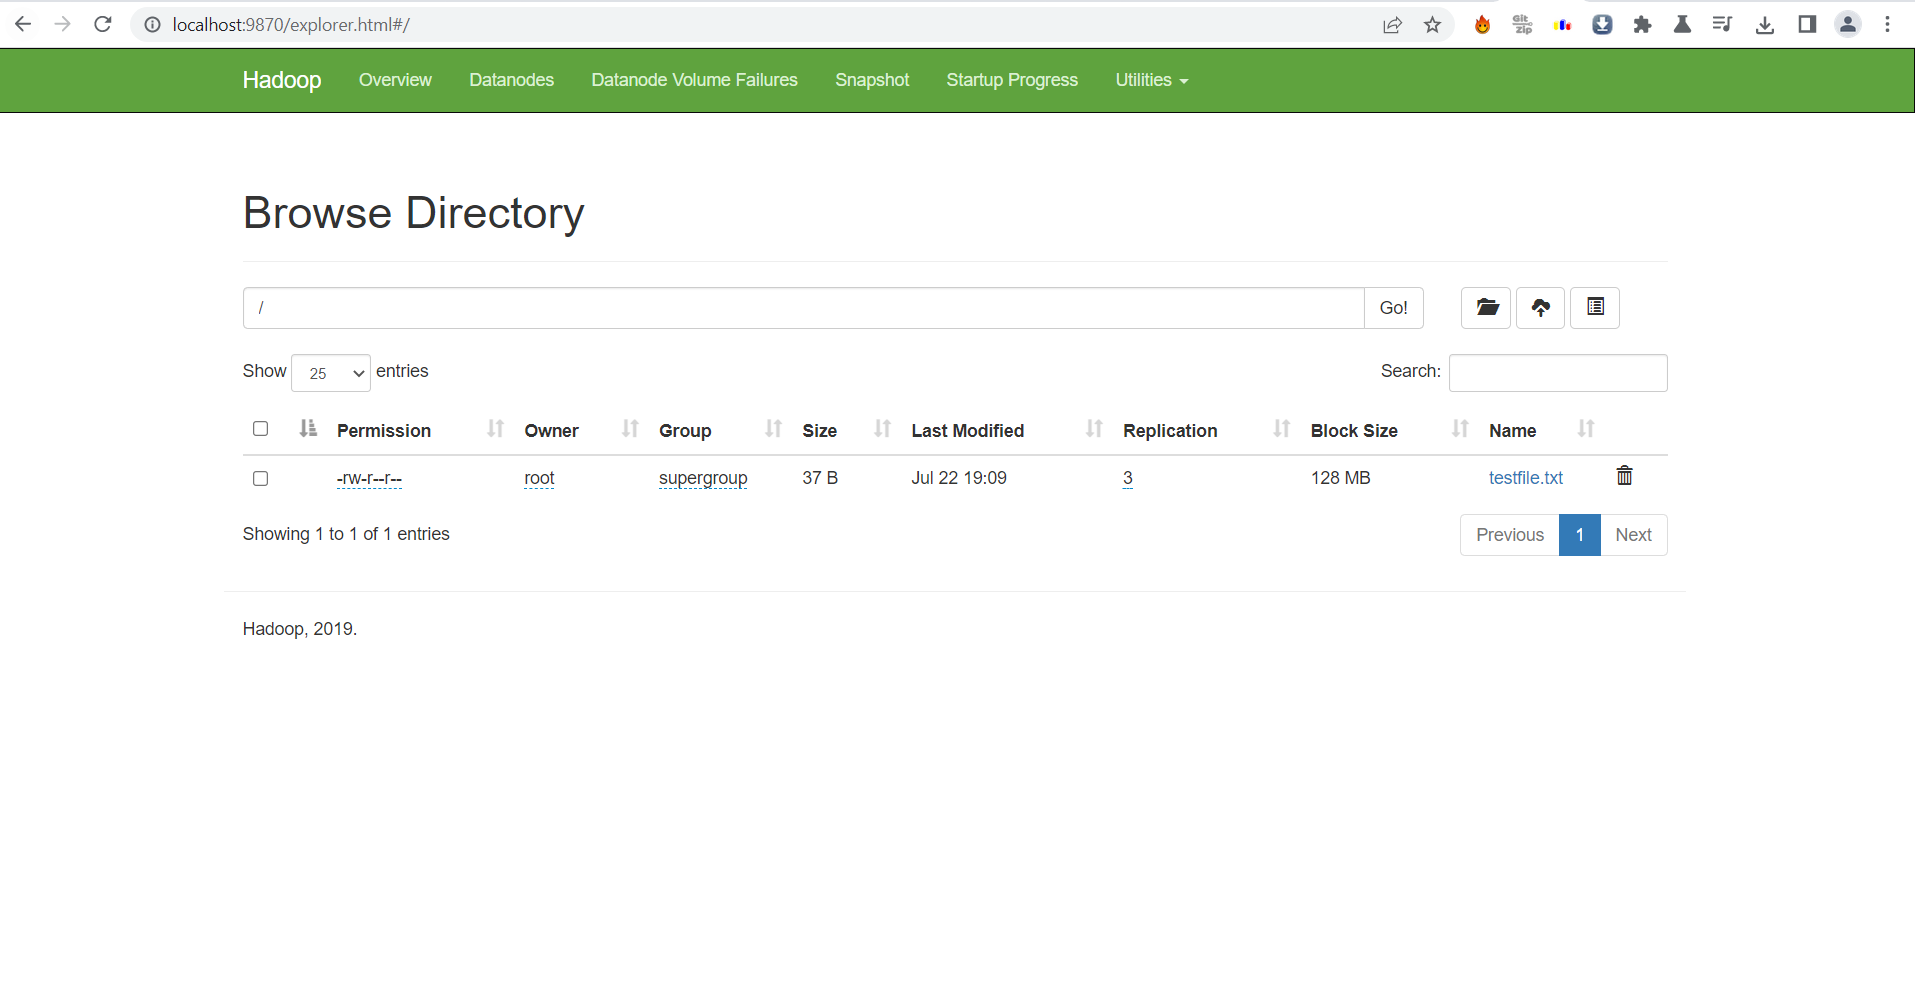 localhost:9870/explorer.html#/
Git Zip
Hadoop Overview Datanodes Datanode Volume Failures Snapshot Startup Progress Utilities
Browse Directory
/ Go!
Show 25 entries Search:
Permission Owner Group Size Last Modified Replication Block Size Name
-rw-r--r-- root supergroup 37 B Jul 22 19:09 3 128 MB testfile.txt
Showing 1 to 1 of 1 entries Previous 1 Next
Hadoop, 2019.